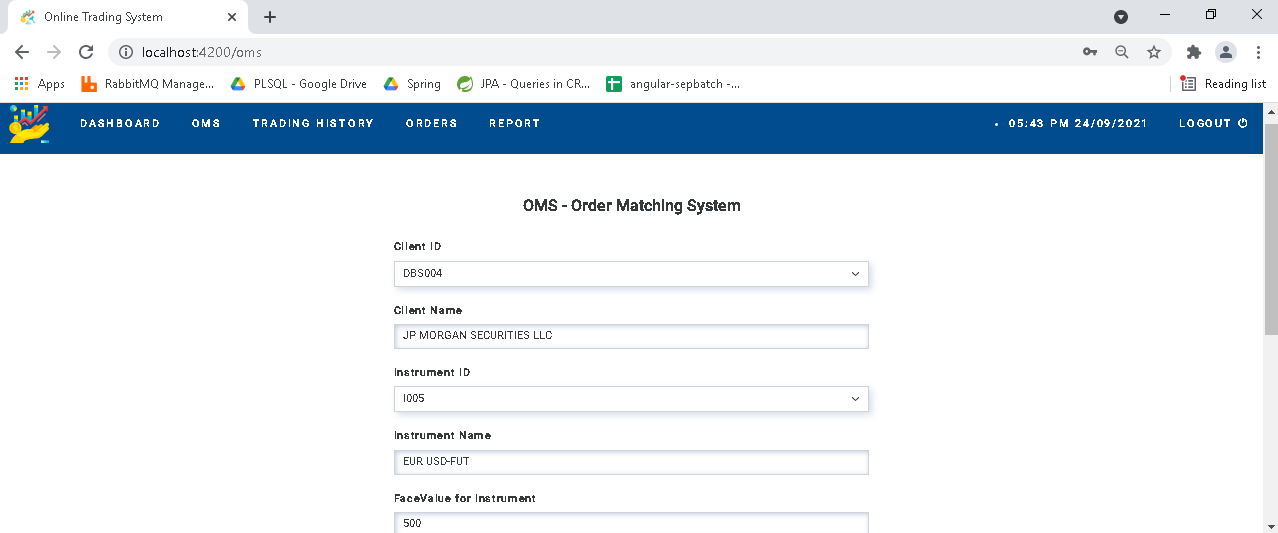 Online Trading System
localhost:4200/oms
Apps RabbitMQ Manage... PLSQL - Google Drive Spring JPA - Queries in CR... angular-sepbatch -... Reading list
DASHBOARD OMS TRADING HISTORY ORDERS REPORT • 05:43 PM 24/09/2021 LOGOUT
OMS - Order Matching System
Client ID
DBS004
Client Name
JP MORGAN SECURITIES LLC
Instrument ID
I005
Instrument Name
EUR USD-FUT
FaceValue for Instrument
500